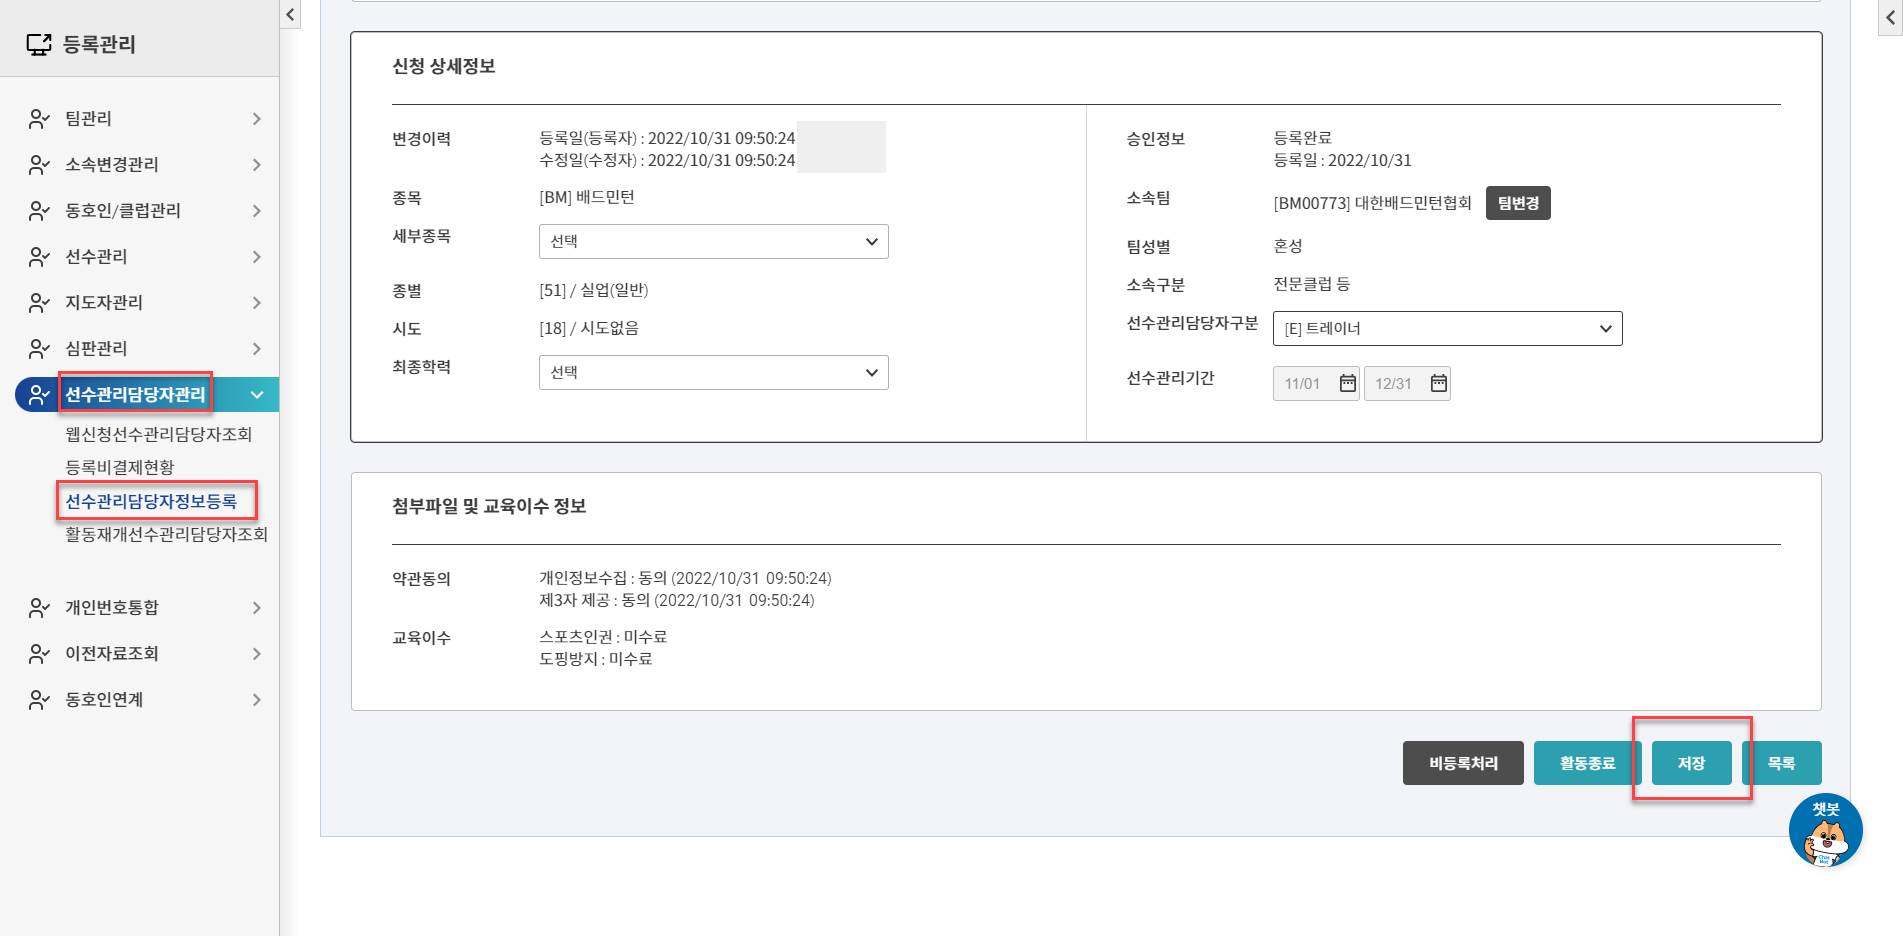 등록관리
팀관리
소속변경관리
동호인/클럽관리
선수관리
지도자관리
심판관리
선수관리담당자관리
웹신청선수관리담당자조회
등록비결제현황
선수관리담당자정보등록
활동재개선수관리담당자조회
개인번호통합
이전자료조회
동호인연계
신청 상세정보
변경이력
등록일(등록자) : 2022/10/31 09:50:24
수정일(수정자) : 2022/10/31 09:50:24
종목
[BM] 배드민턴
세부종목
선택
종별
[51] / 실업(일반)
시도
[18] / 시도없음
최종학력
선택
승인정보
등록완료
등록일 : 2022/10/31
소속팀
[BM00773] 대한배드민턴협회 팀변경
팀성별
혼성
소속구분
전문클럽 등
선수관리담당자구분
[E] 트레이너
선수관리기간
11/01 12/31
첨부파일 및 교육이수 정보
약관동의
개인정보수집 : 동의 (2022/10/31 09:50:24)
제3자 제공 : 동의 (2022/10/31 09:50:24)
교육이수
스포츠인권 : 미수료
도핑방지 : 미수료
비등록처리 활동종료 저장 목록
챗봇
Chat
Bot